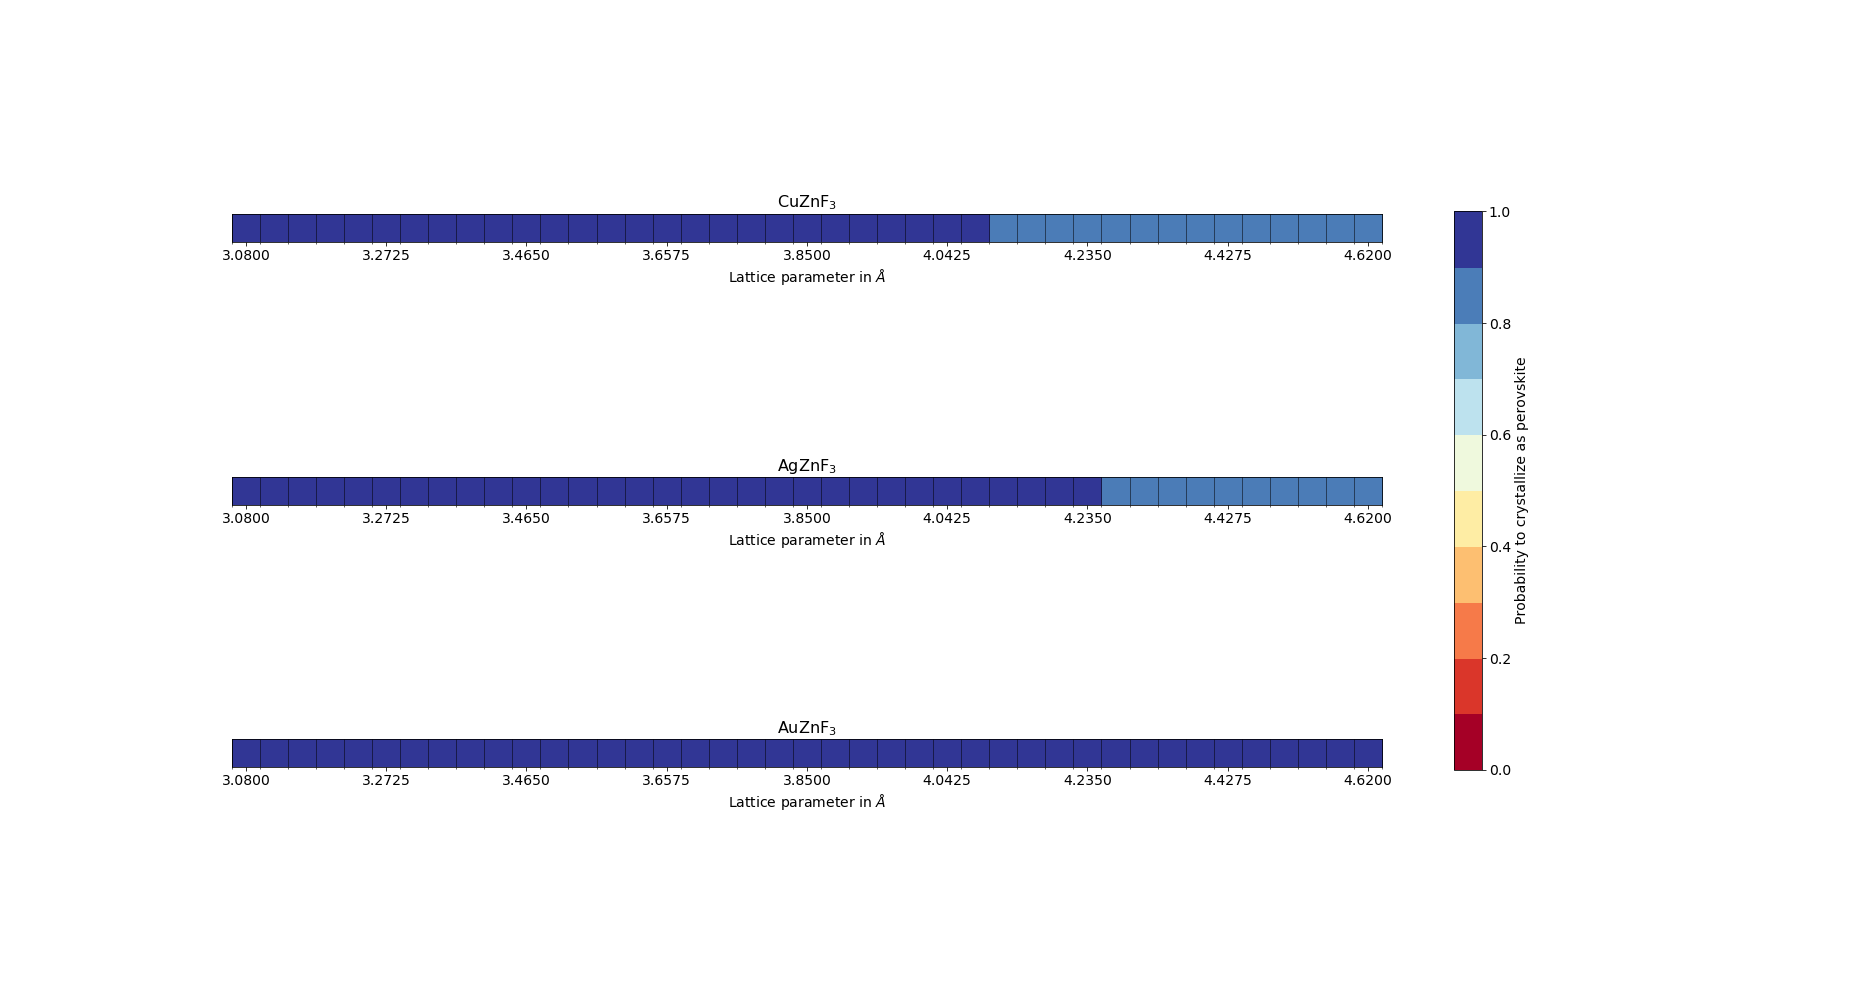 CuZnF₃
3.0800 3.2725 3.4650 3.6575 3.8500 4.0425 4.2350 4.4275 4.6200
Lattice parameter in Å
AgZnF₃
3.0800 3.2725 3.4650 3.6575 3.8500 4.0425 4.2350 4.4275 4.6200
Lattice parameter in Å
AuZnF₃
3.0800 3.2725 3.4650 3.6575 3.8500 4.0425 4.2350 4.4275 4.6200
Lattice parameter in Å
1.0
0.8
0.6
0.4
0.2
0.0
Probability to crystallize as perovskite